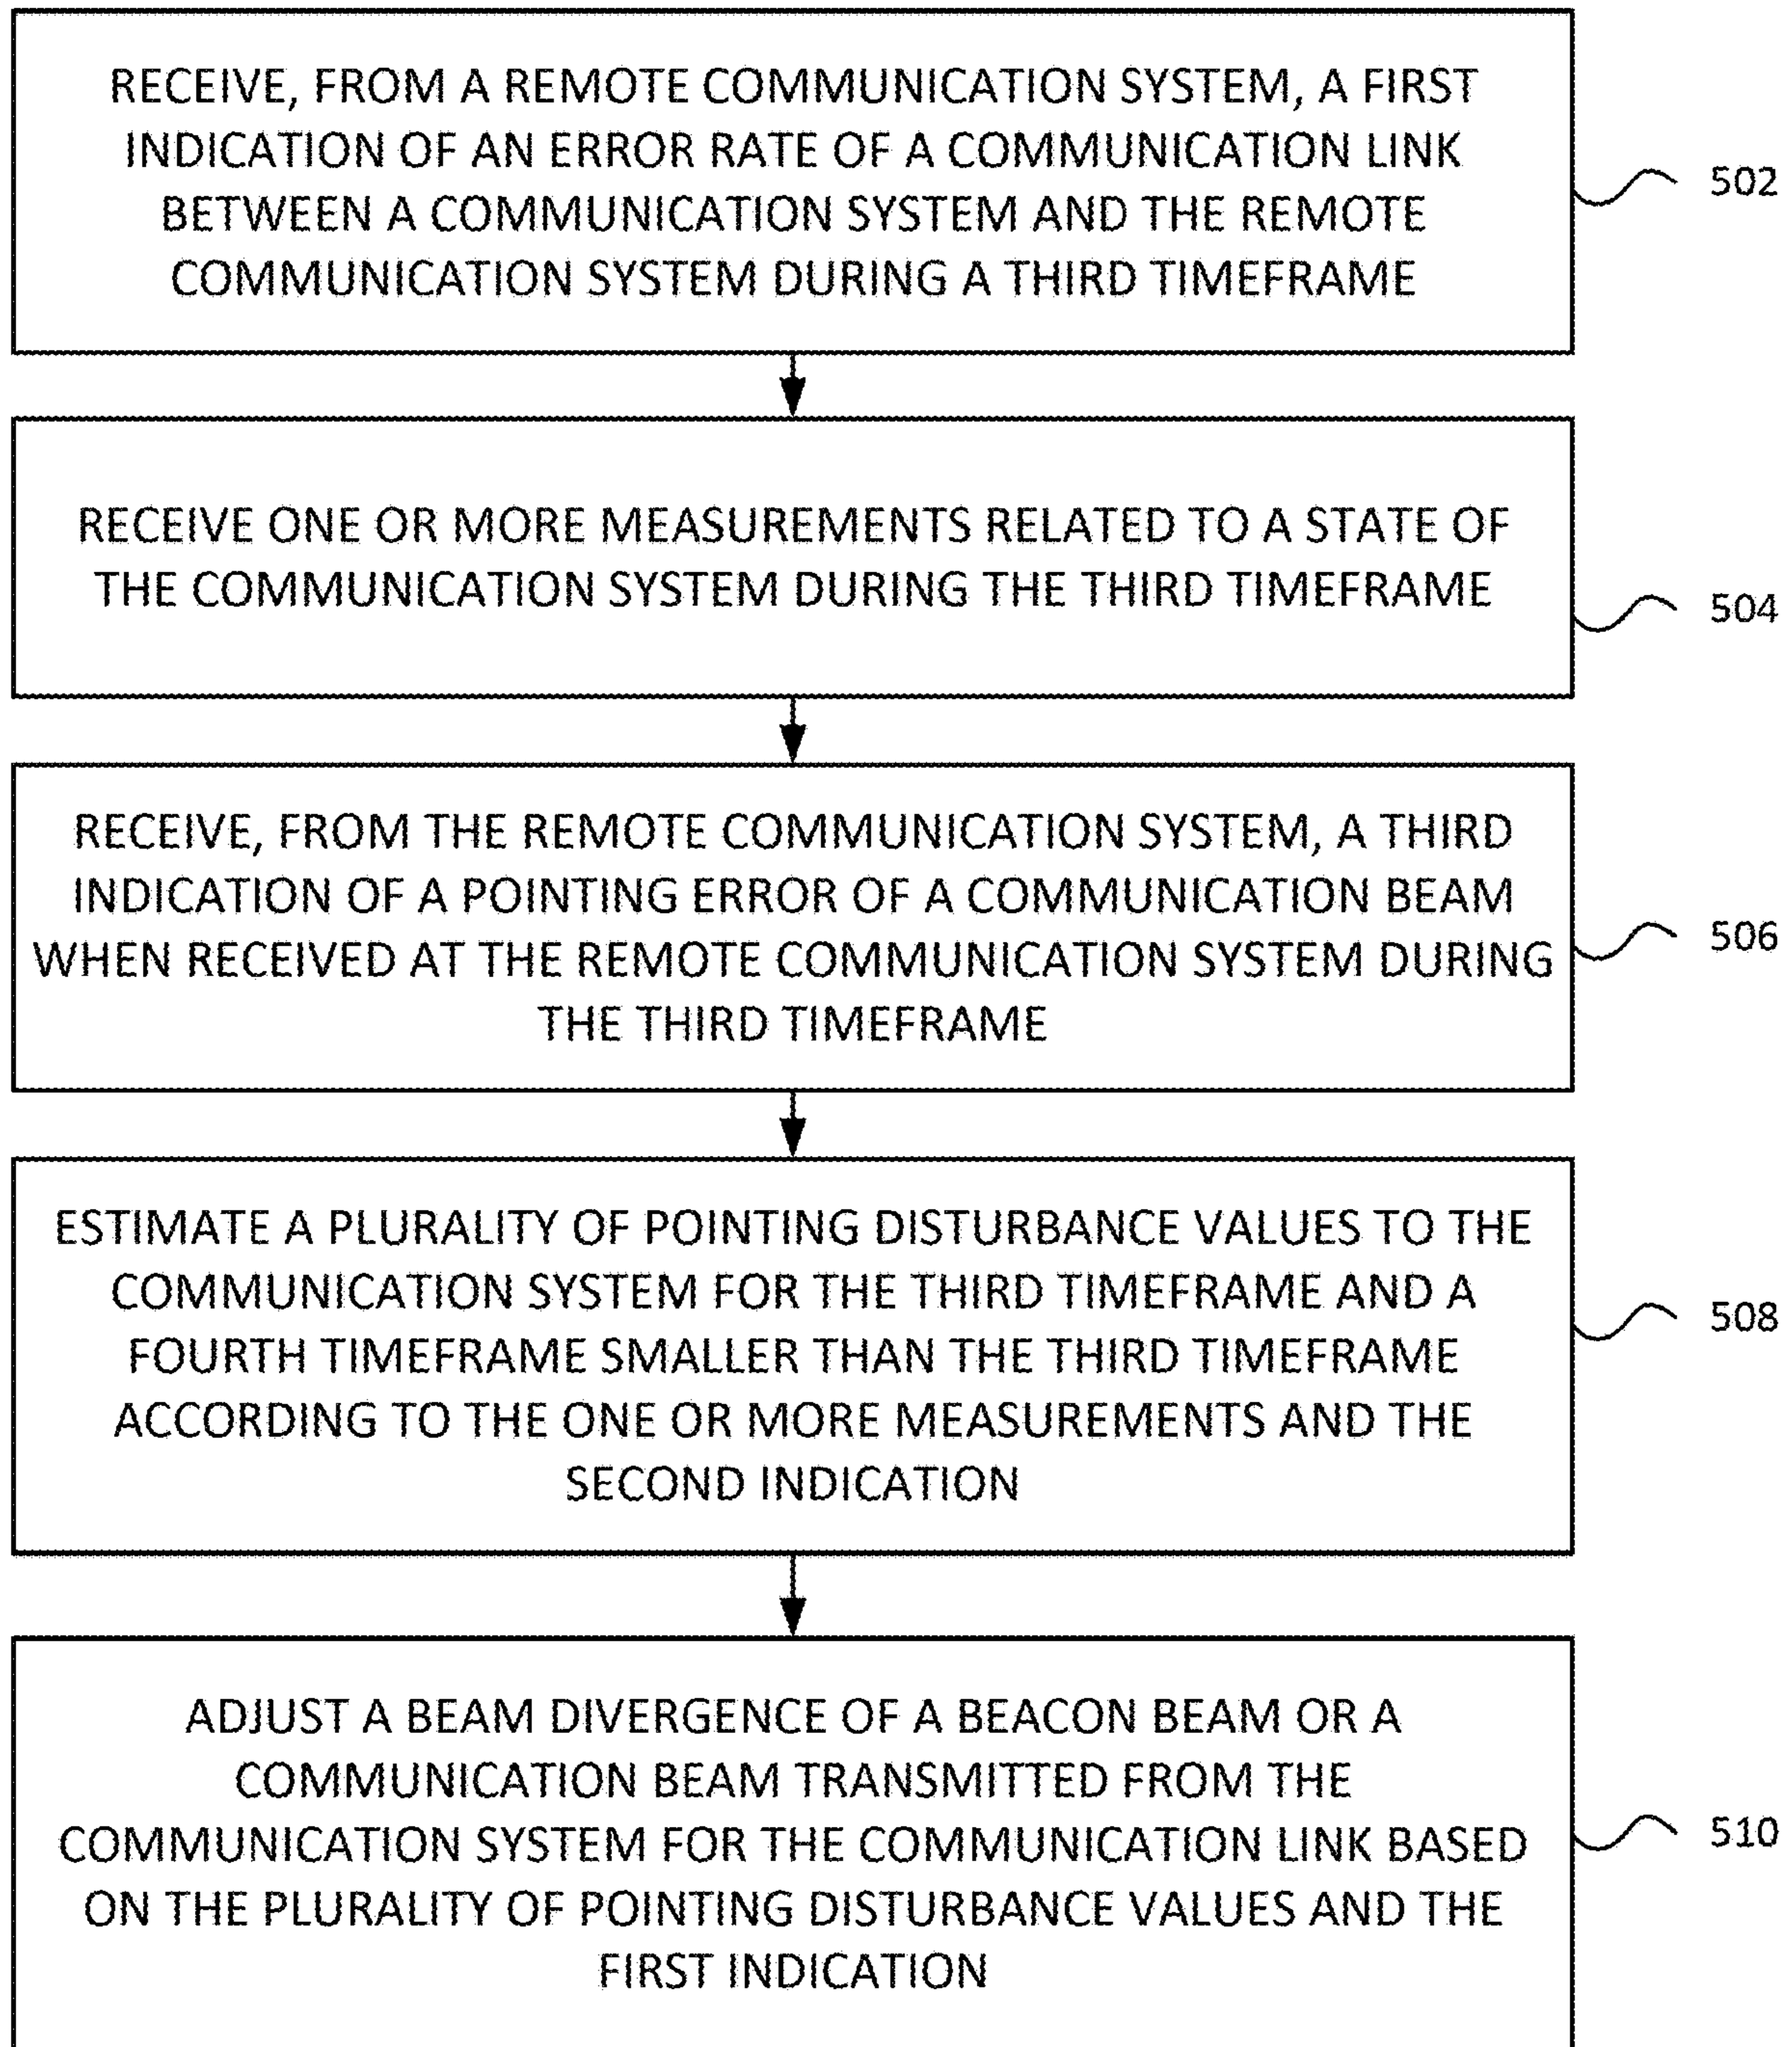 RECEIVE, FROM A REMOTE COMMUNICATION SYSTEM, A FIRST
INDICATION OF AN ERROR RATE OF A COMMUNICATION LINK
BETWEEN A COMMUNICATION SYSTEM AND THE REMOTE
COMMUNICATION SYSTEM DURING A THIRD TIMEFRAME
502
RECEIVE ONE OR MORE MEASUREMENTS RELATED TO A STATE OF
THE COMMUNICATION SYSTEM DURING THE THIRD TIMEFRAME
504
RECEIVE, FROM THE REMOTE COMMUNICATION SYSTEM, A THIRD
INDICATION OF A POINTING ERROR OF A COMMUNICATION BEAM
WHEN RECEIVED AT THE REMOTE COMMUNICATION SYSTEM DURING
THE THIRD TIMEFRAME
506
ESTIMATE A PLURALITY OF POINTING DISTURBANCE VALUES TO THE
COMMUNICATION SYSTEM FOR THE THIRD TIMEFRAME AND A
FOURTH TIMEFRAME SMALLER THAN THE THIRD TIMEFRAME
ACCORDING TO THE ONE OR MORE MEASUREMENTS AND THE
SECOND INDICATION
508
ADJUST A BEAM DIVERGENCE OF A BEACON BEAM OR A
COMMUNICATION BEAM TRANSMITTED FROM THE
COMMUNICATION SYSTEM FOR THE COMMUNICATION LINK BASED
ON THE PLURALITY OF POINTING DISTURBANCE VALUES AND THE
FIRST INDICATION
510